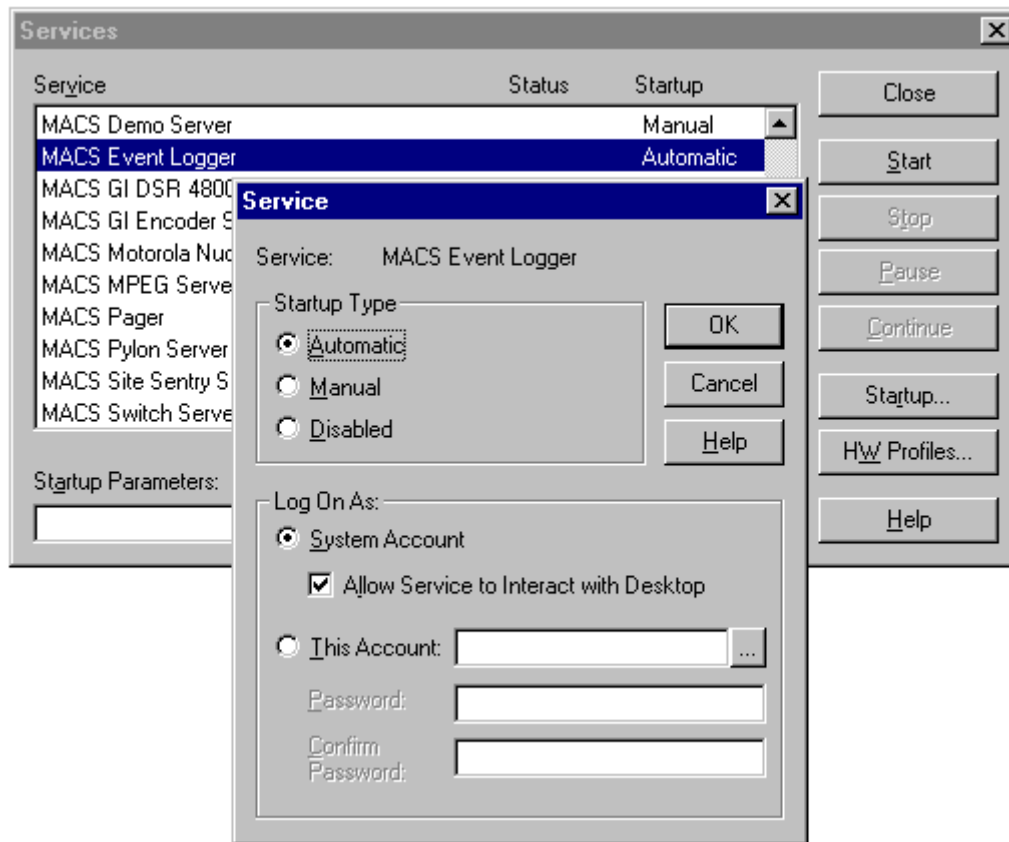 Services
Service Status Startup
MACS Demo Server Manual
MACS Event Logger Automatic
MACS GI DSR 4800
MACS GI Encoder S
MACS Motorola Nuc
MACS MPEG Serve
MACS Pager
MACS Pylon Server
MACS Site Sentry S
MACS Switch Serve
Startup Parameters:
Close
Start
Stop
Pause
Continue
Startup...
HW Profiles...
Help
Service
Service: MACS Event Logger
Startup Type
Automatic
Manual
Disabled
OK
Cancel
Help
Log On As:
System Account
Allow Service to Interact with Desktop
This Account:
...
Password:
Confirm
Password: